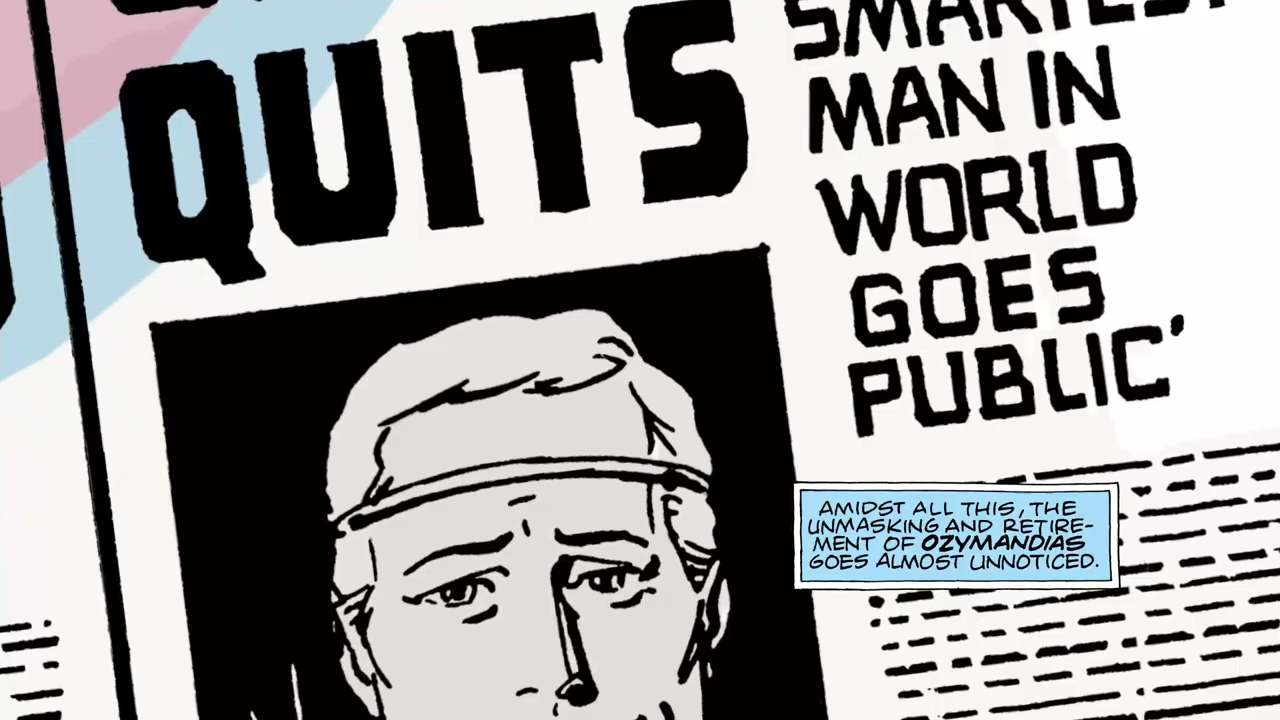 QUITS
SMARTEST
MAN IN
WORLD
GOES
PUBLIC'
AMIDST ALL THIS, THE
UNMASKING AND RETIRE-
MENT OF OZYMANDIAS
GOES ALMOST UNNOTICED.